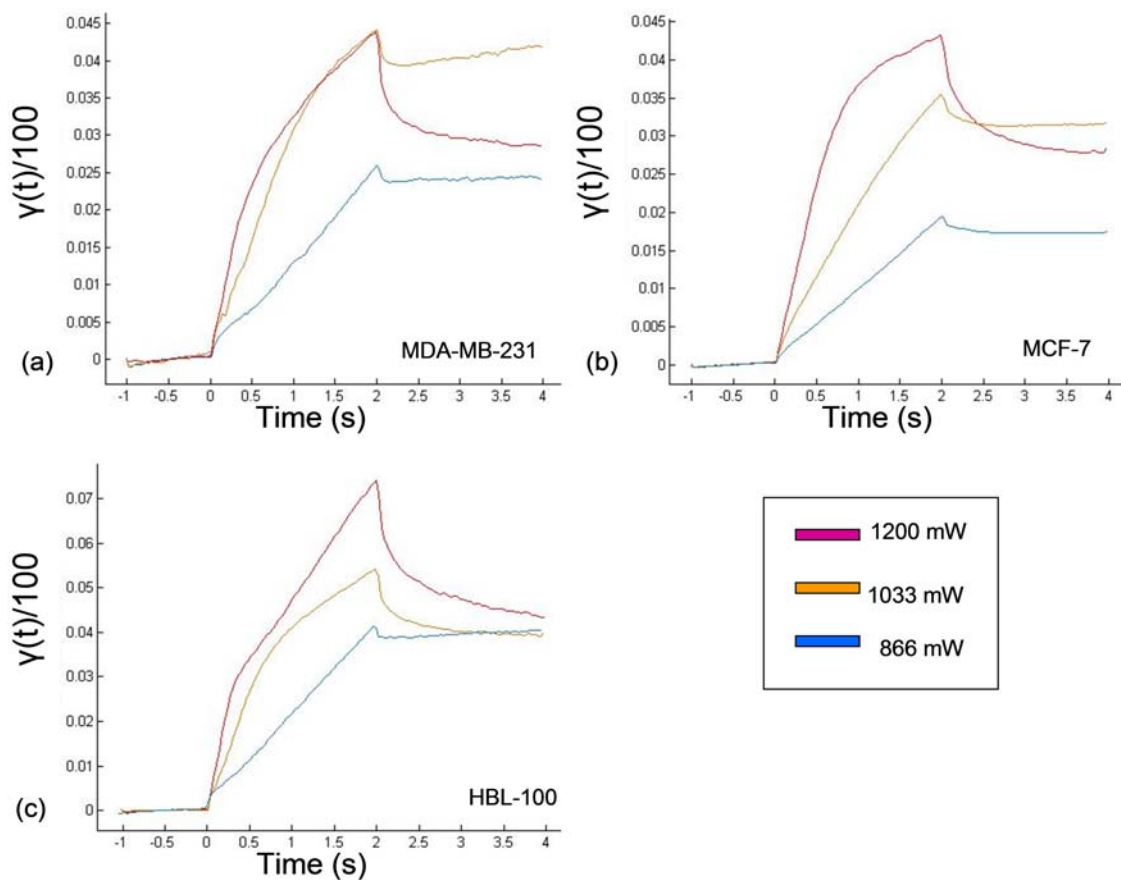 0.045
0.04
0.035
0.03
0.025
0.02
0.015
0.01
0.005
0
γ(t)/100
(a)
MDA-MB-231
-1 -0.5 0 0.5 1 1.5 2 2.5 3 3.5 4
Time (s)
0.045
0.04
0.035
0.03
0.025
0.02
0.015
0.01
0.005
0
γ(t)/100
(b)
MCF-7
-1 -0.5 0 0.5 1 1.5 2 2.5 3 3.5 4
Time (s)
0.07
0.06
0.05
0.04
0.03
0.02
0.01
0
γ(t)/100
(c)
HBL-100
-1 -0.5 0 0.5 1 1.5 2 2.5 3 3.5 4
Time (s)
1200 mW
1033 mW
866 mW